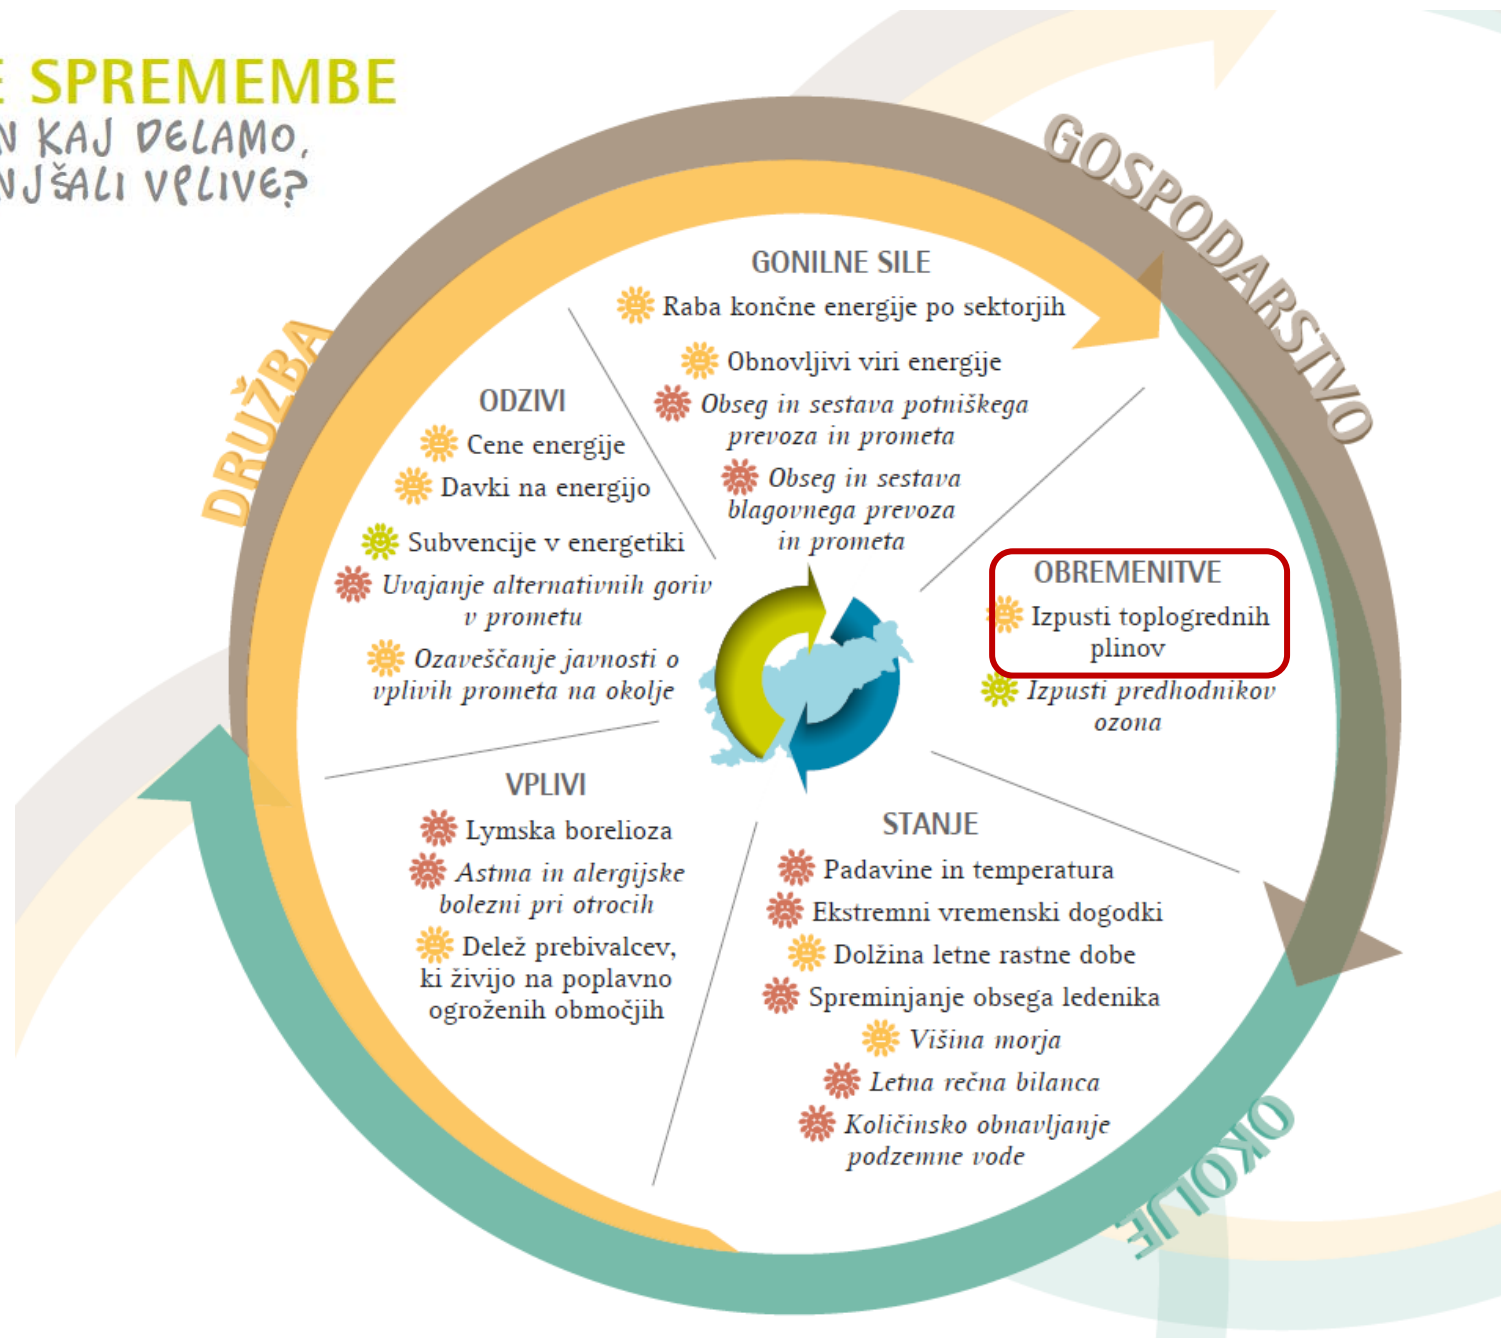 E SPREMEMBE
N KAJ DELAMO,
NJŠALI VPLIVE?
DRUŽBA
GOSPODARSTVO
OKOLJE
GONILNE SILE
Raba končne energije po sektorjih
Obnovljivi viri energije
Obseg in sestava potniškega
prevoza in prometa
Obseg in sestava
blagovnega prevoza
in prometa
ODZIVI
Cene energije
Davki na energijo
Subvencije v energetiki
Uvajanje alternativnih goriv
v prometu
Ozaveščanje javnosti o
vplivih prometa na okolje
OBREMENITVE
Izpusti toplogrednih
plinov
Izpusti predhodnikov
ozona
VPLIVI
Lymska borelioza
Astma in alergijske
bolezni pri otrocih
Delež prebivalcev,
ki živijo na poplavno
ogroženih območjih
STANJE
Padavine in temperatura
Ekstremni vremenski dogodki
Dolžina letne rastne dobe
Spreminjanje obsega ledenika
Višina morja
Letna rečna bilanca
Količinsko obnavljanje
podzemne vode